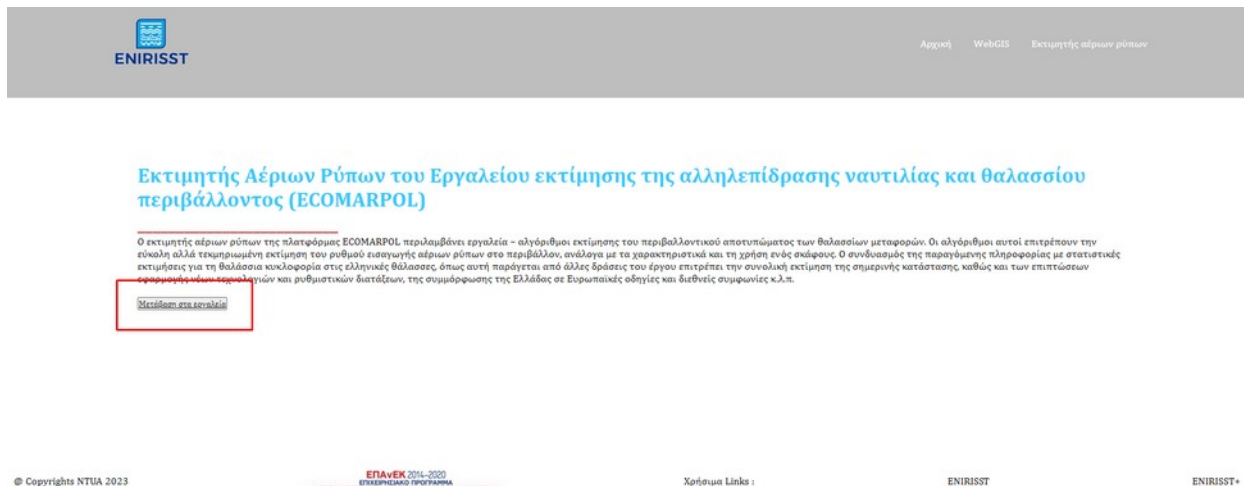 ENIRISST
Αρχική WebGIS Εκτιμητής αέριων ρύπων
Εκτιμητής Αέριων Ρύπων του Εργαλείου εκτίμησης της αλληλεπίδρασης ναυτιλίας και θαλασσίου
περιβάλλοντος (ECOMARPOL)
Ο εκτιμητής αέριων ρύπων της πλατφόρμας ECOMARPOL περιλαμβάνει εργαλεία – αλγόριθμοι εκτίμησης του περιβαλλοντικού αποτυπώματος των θαλασσίων μεταφορών. Οι αλγόριθμοι αυτοί επιτρέπουν την
εύκολη αλλά τεκμηριωμένη εκτίμηση του ρυθμού εισαγωγής αέριων ρύπων στο περιβάλλον, ανάλογα με τα χαρακτηριστικά και τη χρήση ενός σκάφους. Ο συνδυασμός της παραγόμενης πληροφορίας με στατιστικές
εκτιμήσεις για τη θαλάσσια κυκλοφορία στις ελληνικές θάλασσες, όπως αυτή παράγεται από άλλες δράσεις του έργου επιτρέπει την συνολική εκτίμηση της σημερινής κατάστασης, καθώς και των επιπτώσεων
εφαρμογής νέων τεχνολογιών και ρυθμιστικών διατάξεων, της συμμόρφωσης της Ελλάδας σε Ευρωπαϊκές οδηγίες και διεθνείς συμφωνίες κ.λ.π.
Μετάβαση στα εργαλεία
@ Copyrights NTUA 2023 ΕΠΑνΕΚ 2014–2020 Χρήσιμα Links : ENIRISST ENIRISST+
ΕΠΙΧΕΙΡΗΣΙΑΚΟ ΠΡΟΓΡΑΜΜΑ